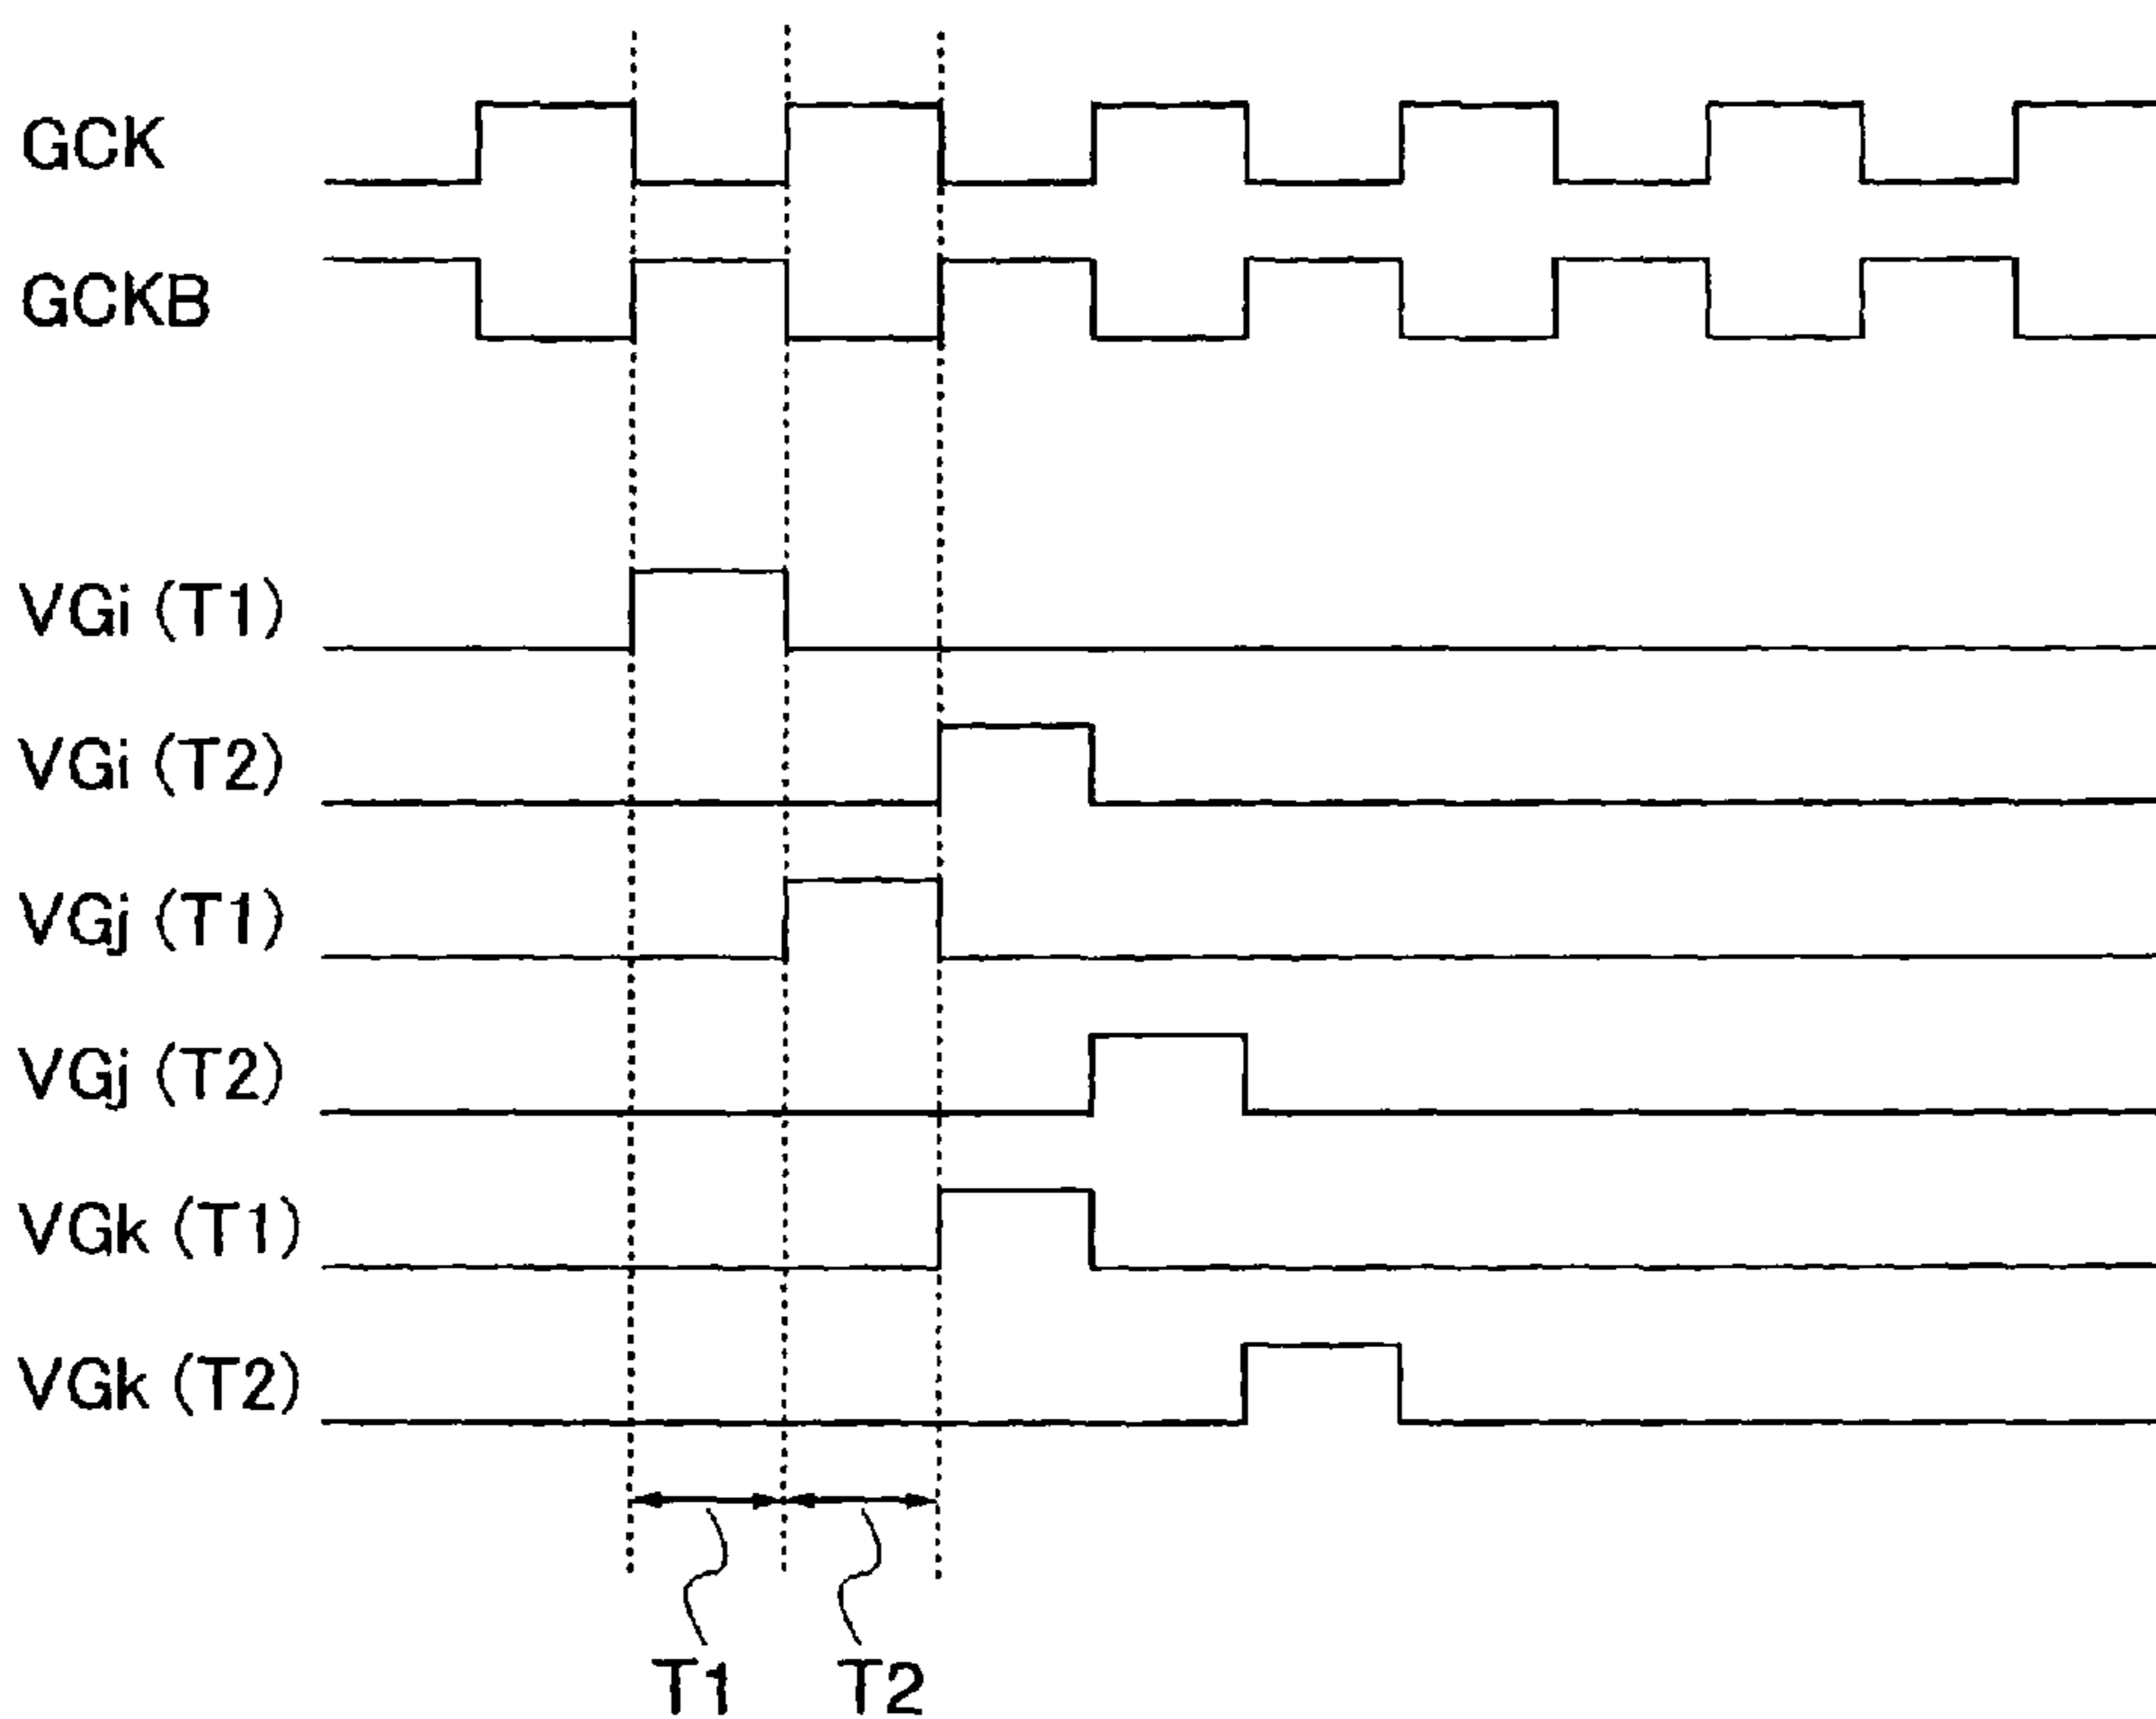 GCK
GCKB
VGi (T1)
VGi (T2)
VGj (T1)
VGj (T2)
VGk (T1)
VGk (T2)
T1 T2